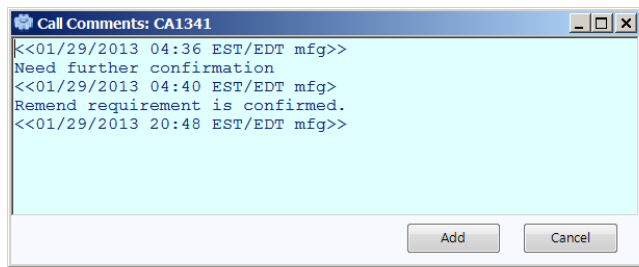 Call Comments: CA1341
<<01/29/2013 04:36 EST/EDT mfg>>
Need further confirmation
<<01/29/2013 04:40 EST/EDT mfg>
Remend requirement is confirmed.
<<01/29/2013 20:48 EST/EDT mfg>>
Add Cancel